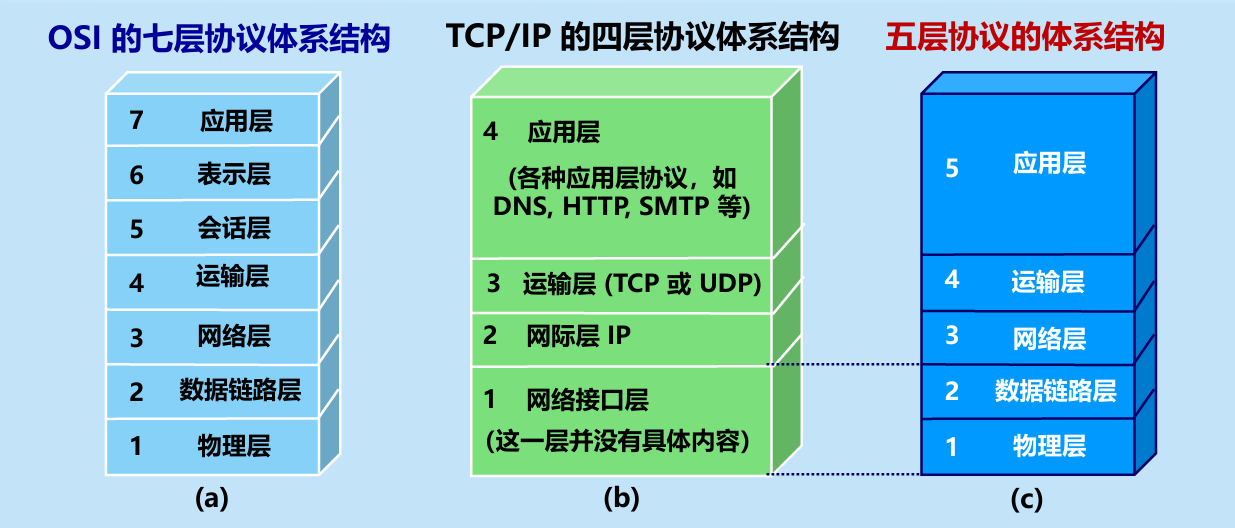 OSI 的七层协议体系结构
TCP/IP 的四层协议体系结构
五层协议的体系结构
7 应用层
6 表示层
5 会话层
4 运输层
3 网络层
2 数据链路层
1 物理层
(a)
4 应用层
(各种应用层协议，如
DNS, HTTP, SMTP 等)
3 运输层 (TCP 或 UDP)
2 网际层 IP
1 网络接口层
(这一层并没有具体内容)
(b)
5 应用层
4 运输层
3 网络层
2 数据链路层
1 物理层
(c)